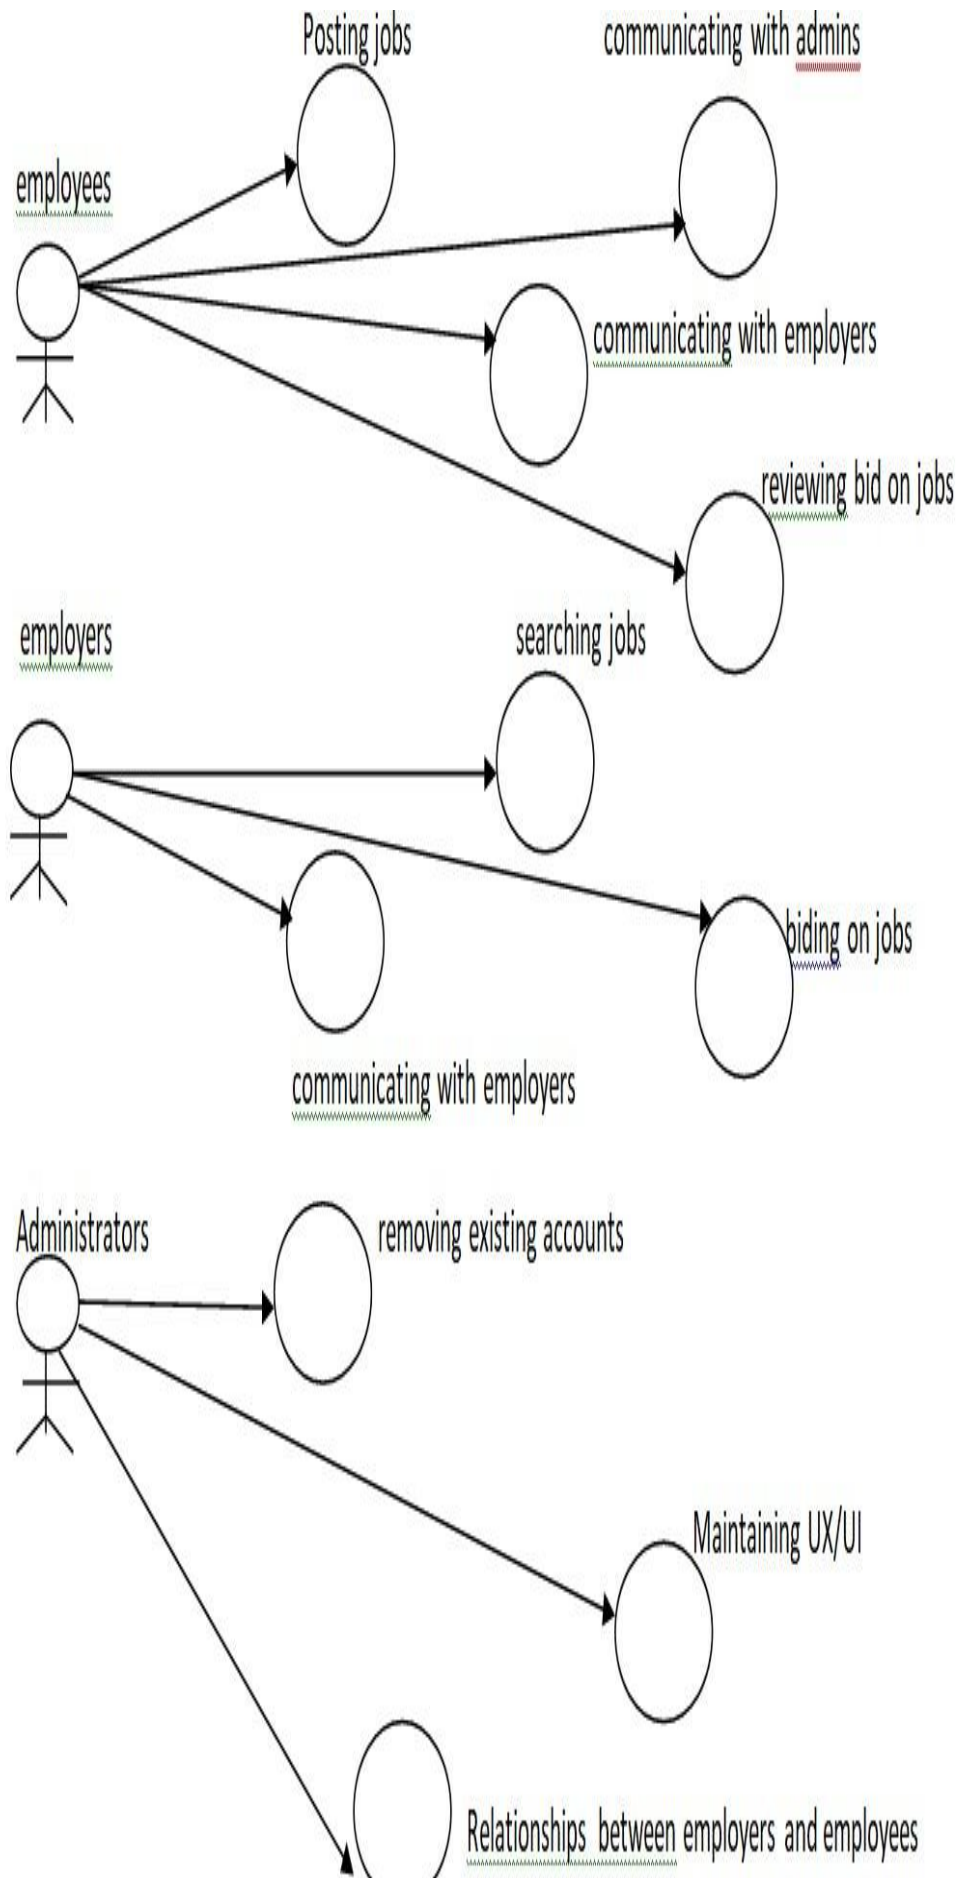 Posting jobs
communicating with admins
employees
communicating with employers
reviewing bid on jobs
employers
searching jobs
biding on jobs
communicating with employers
Administrators
removing existing accounts
Maintaining UX/UI
Relationships between employers and employees